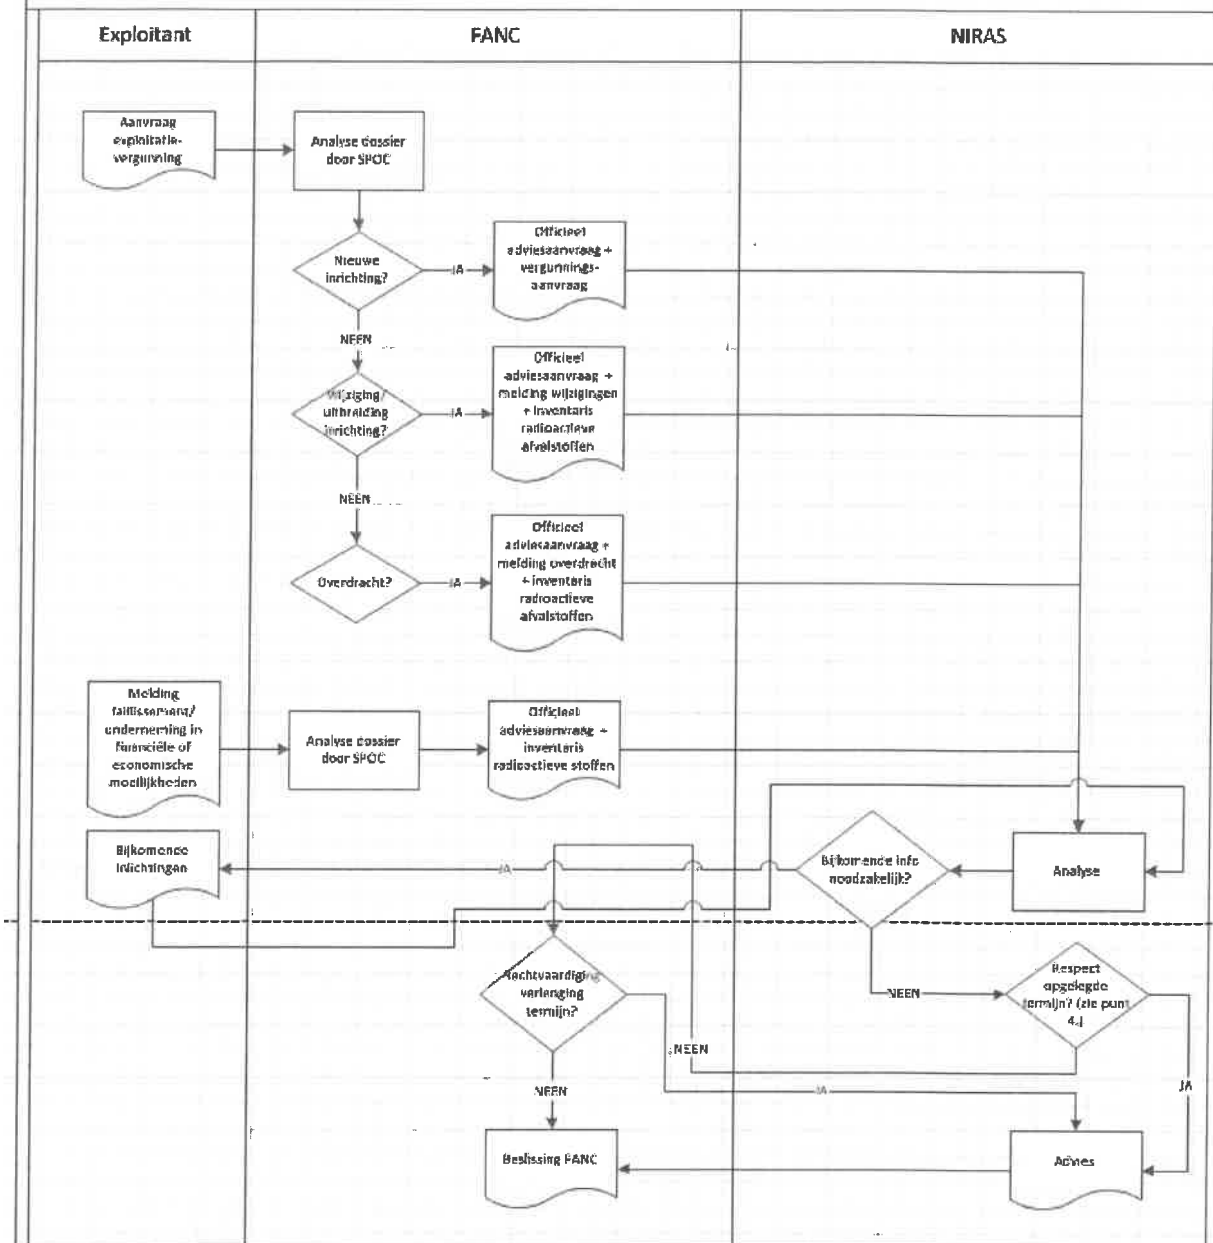 Exploitant
FANC
NIRAS
Aanvraag
exploitatie-
vergunning
Analyse dossier
door SPOC
Nieuwe
inrichting?
JA
Officieel
adviesaanvraag +
vergunnings-
aanvraag
NEEN
Wijziging/
uitbreiding
inrichting?
JA
Officieel
adviesaanvraag +
melding wijzigingen
+ inventaris
radioactieve
afvalstoffen
NEEN
Overdracht?
JA
Officieel
adviesaanvraag +
melding overdracht
+ inventaris
radioactieve
afvalstoffen
Melding
faillissement/
onderneming in
financiële of
economische
moeilijkheden
Analyse dossier
door SPOC
Officieel
adviesaanvraag +
inventaris
radioactieve stoffen
Bijkomende
inlichtingen
JA
Bijkomende info
noodzakelijk?
Analyse
Rechtvaardiging
verlenging
termijn?
NEEN
Respect
opgelegde
termijn? (zie punt
4.)
NEEN
NEEN
JA
JA
Beslissing FANC
Advies